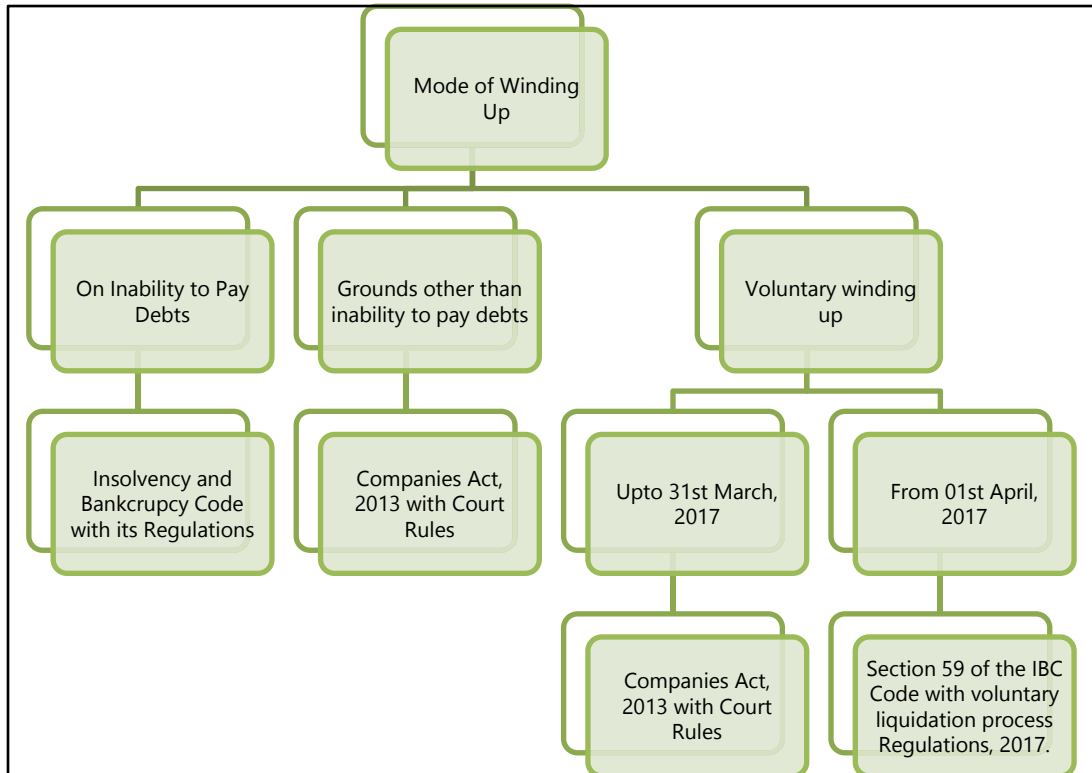 Mode of Winding
Up
On Inability to Pay
Debts
Grounds other than
inability to pay debts
Voluntary winding
up
Insolvency and
Bankcrupcy Code
with its Regulations
Companies Act,
2013 with Court
Rules
Upto 31st March,
2017
From 01st April,
2017
Companies Act,
2013 with Court
Rules
Section 59 of the IBC
Code with voluntary
liquidation process
Regulations, 2017.